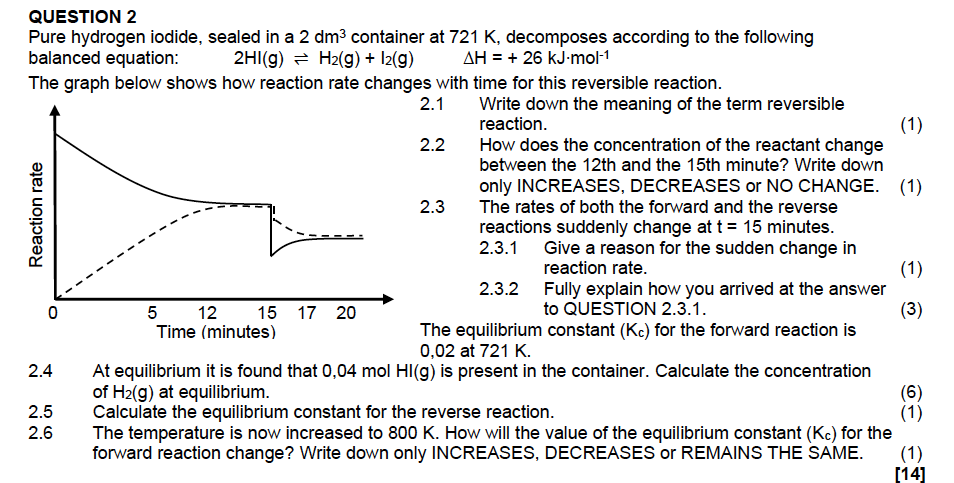 QUESTION 2
Pure hydrogen iodide, sealed in a 2 dm³ container at 721 K, decomposes according to the following
balanced equation: 2HI(g) ⇌ H₂(g) + I₂(g) ΔH = + 26 kJ·mol⁻¹
The graph below shows how reaction rate changes with time for this reversible reaction.
Reaction rate
0 5 12 15 17 20
Time (minutes)
2.1 Write down the meaning of the term reversible
reaction. (1)
2.2 How does the concentration of the reactant change
between the 12th and the 15th minute? Write down
only INCREASES, DECREASES or NO CHANGE. (1)
2.3 The rates of both the forward and the reverse
reactions suddenly change at t = 15 minutes.
2.3.1 Give a reason for the sudden change in
reaction rate. (1)
2.3.2 Fully explain how you arrived at the answer
to QUESTION 2.3.1. (3)
The equilibrium constant (Kc) for the forward reaction is
0,02 at 721 K.
2.4 At equilibrium it is found that 0,04 mol HI(g) is present in the container. Calculate the concentration
of H₂(g) at equilibrium. (6)
2.5 Calculate the equilibrium constant for the reverse reaction. (1)
2.6 The temperature is now increased to 800 K. How will the value of the equilibrium constant (Kc) for the
forward reaction change? Write down only INCREASES, DECREASES or REMAINS THE SAME. (1)
[14]